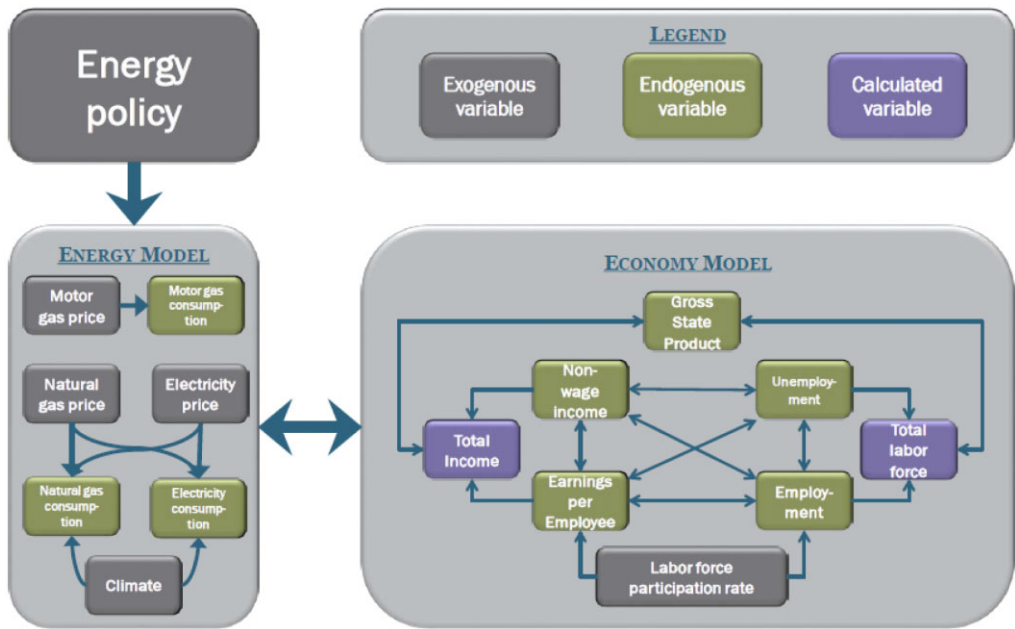 Energy
policy
LEGEND
Exogenous
variable
Endogenous
variable
Calculated
variable
ENERGY MODEL
Motor
gas price
Motor gas
consump-
tion
Natural
gas price
Electricity
price
Natural gas
consump-
tion
Electricity
consump-
tion
Climate
ECONOMY MODEL
Gross
State
Product
Non-
wage
income
Unemploy-
ment
Total
Income
Total
labor
force
Earnings
per
Employee
Employ-
ment
Labor force
participation rate